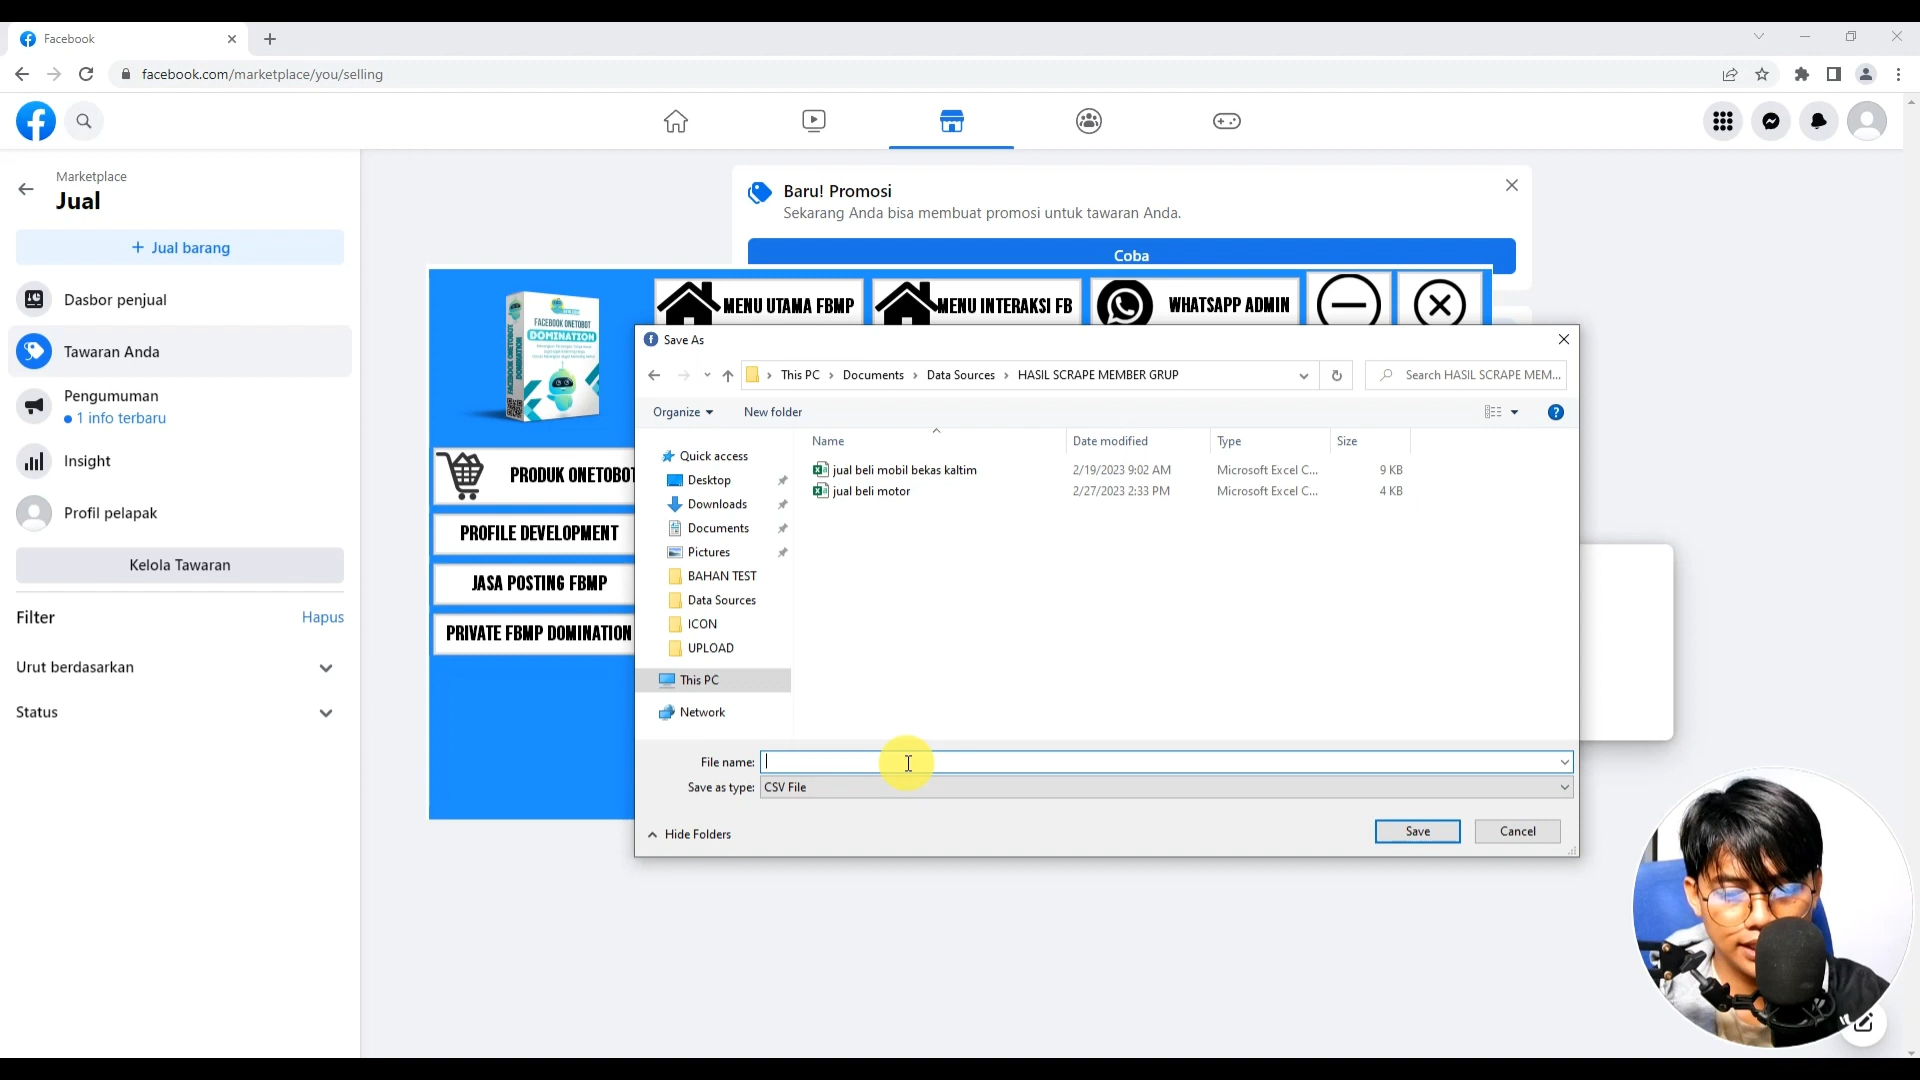 Facebook
facebook.com/marketplace/you/selling
Marketplace
Jual
+ Jual barang
Dasbor penjual
Tawaran Anda
Pengumuman
1 info terbaru
Insight
Profil pelapak
Kelola Tawaran
Filter
Hapus
Urut berdasarkan
Status
Baru! Promosi
Sekarang Anda bisa membuat promosi untuk tawaran Anda.
Coba
FACEBOOK ONETOBOT
DOMINATION
MENU UTAMA FBMP
MENU INTERAKSI FB
WHATSAPP ADMIN
PRODUK ONETOBOT
PROFILE DEVELOPMENT
JASA POSTING FBMP
PRIVATE FBMP DOMINATION
Save As
This PC > Documents > Data Sources > HASIL SCRAPE MEMBER GRUP
Search HASIL SCRAPE MEM...
Organize
New folder
Quick access
Desktop
Downloads
Documents
Pictures
BAHAN TEST
Data Sources
ICON
UPLOAD
This PC
Network
Name Date modified Type Size
jual beli mobil bekas kaltim 2/19/2023 9:02 AM Microsoft Excel C... 9 KB
jual beli motor 2/27/2023 2:33 PM Microsoft Excel C... 4 KB
File name:
Save as type: CSV File
Hide Folders
Save
Cancel